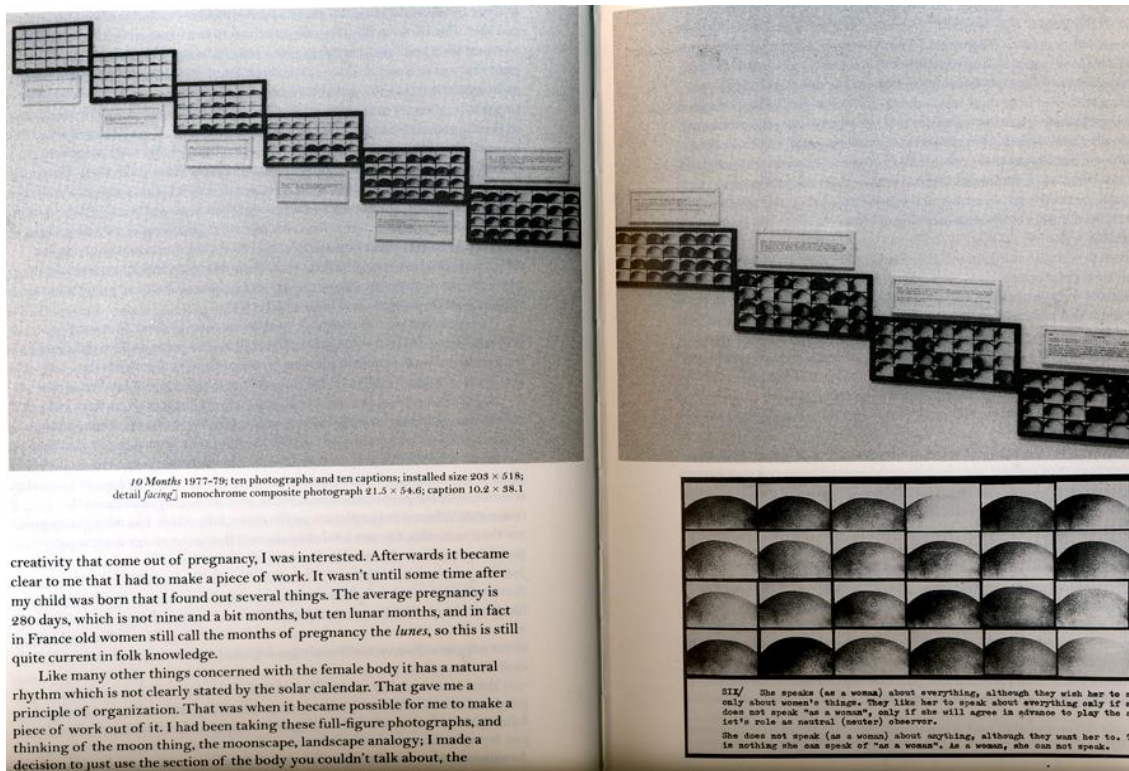 10 Months 1977-79; ten photographs and ten captions; installed size 203 × 518;
detail facing] monochrome composite photograph 21.5 × 54.6; caption 10.2 × 38.1
creativity that come out of pregnancy, I was interested. Afterwards it became
clear to me that I had to make a piece of work. It wasn't until some time after
my child was born that I found out several things. The average pregnancy is
280 days, which is not nine and a bit months, but ten lunar months, and in fact
in France old women still call the months of pregnancy the lunes, so this is still
quite current in folk knowledge.
Like many other things concerned with the female body it has a natural
rhythm which is not clearly stated by the solar calendar. That gave me a
principle of organization. That was when it became possible for me to make a
piece of work out of it. I had been taking these full-figure photographs, and
thinking of the moon thing, the moonscape, landscape analogy; I made a
decision to just use the section of the body you couldn't talk about, the
SIX/ She speaks (as a woman) about everything, although they wish her to
only about women's things. They like her to speak about everything only if
does not speak "as a woman", only if she will agree in advance to play the
ist's role as neutral (neuter) observor.
She does not speak (as a woman) about anything, although they want her to.
is nothing she can speak of "as a woman". As a woman, she can not speak.